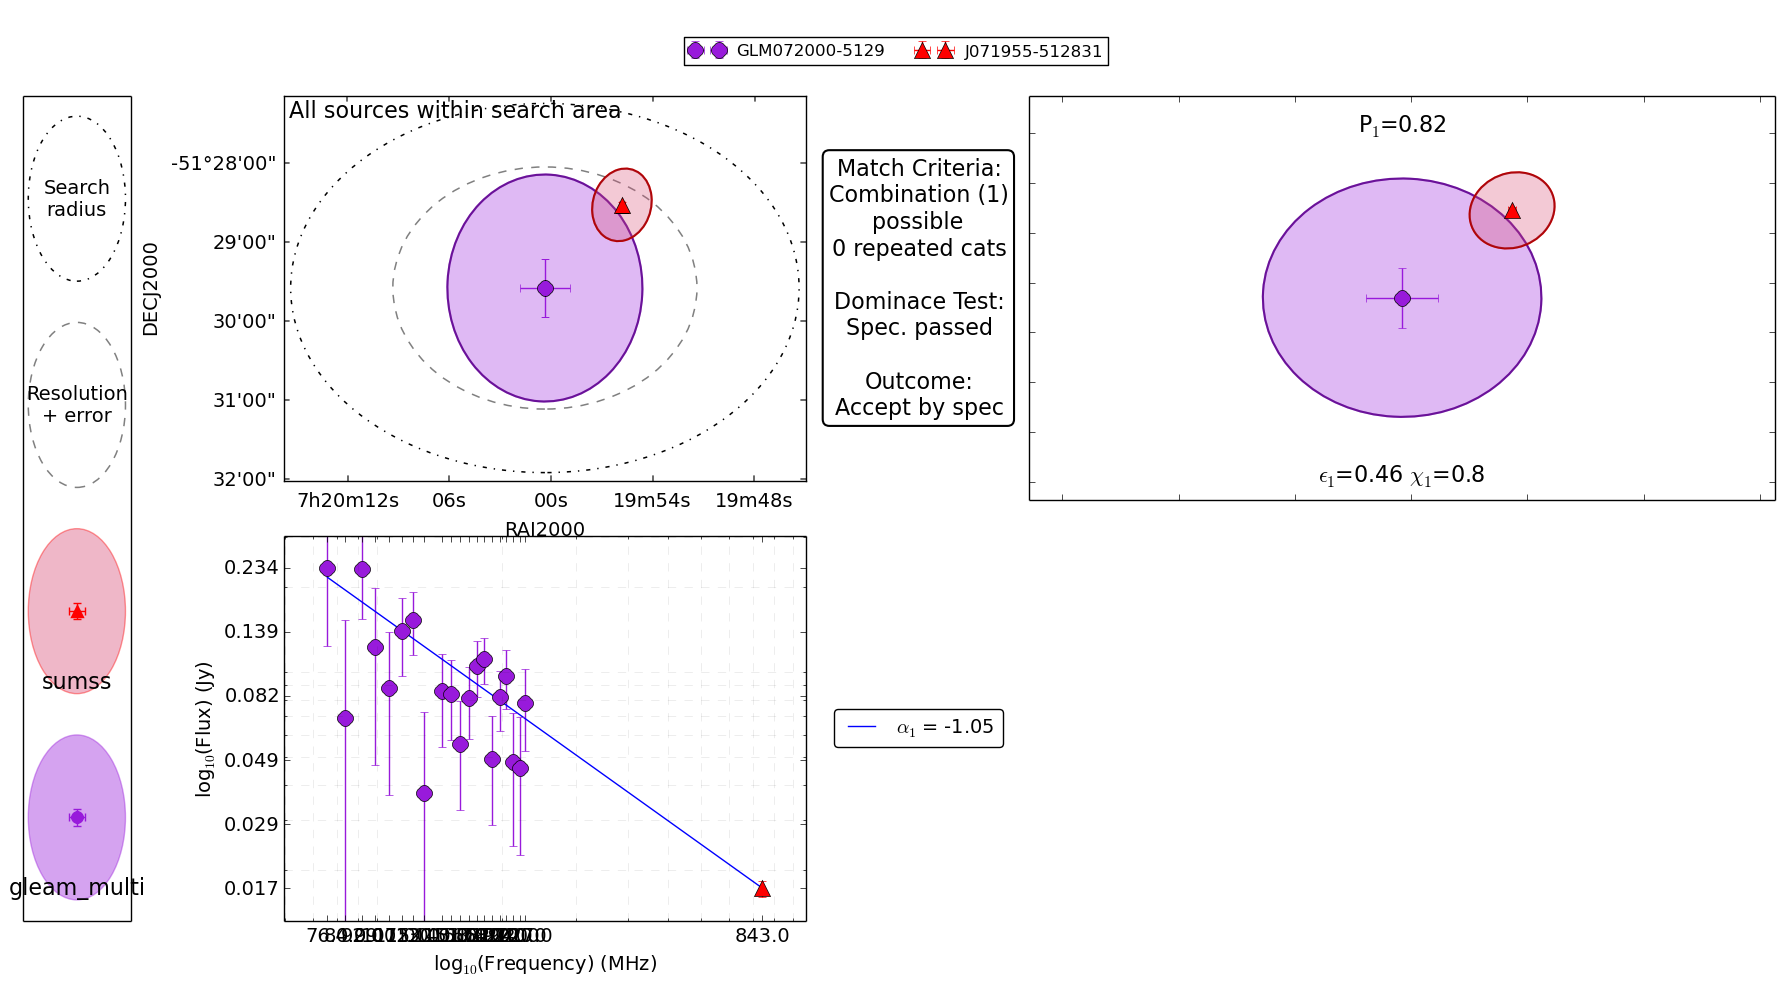 GLM072000-5129
J071955-512831
Search
radius
Resolution
+ error
sumss
gleam_multi
All sources within search area
DECJ2000
-51°28'00"
29'00"
30'00"
31'00"
32'00"
7h20m12s
06s
00s
19m54s
19m48s
RAJ2000
Match Criteria:
Combination (1)
possible
0 repeated cats
Dominace Test:
Spec. passed
Outcome:
Accept by spec
P₁=0.82
ϵ₁=0.46 χ₁=0.8
log₁₀(Flux) (Jy)
0.234
0.139
0.082
0.049
0.029
0.017
843.0
log₁₀(Frequency) (MHz)
α₁ = -1.05